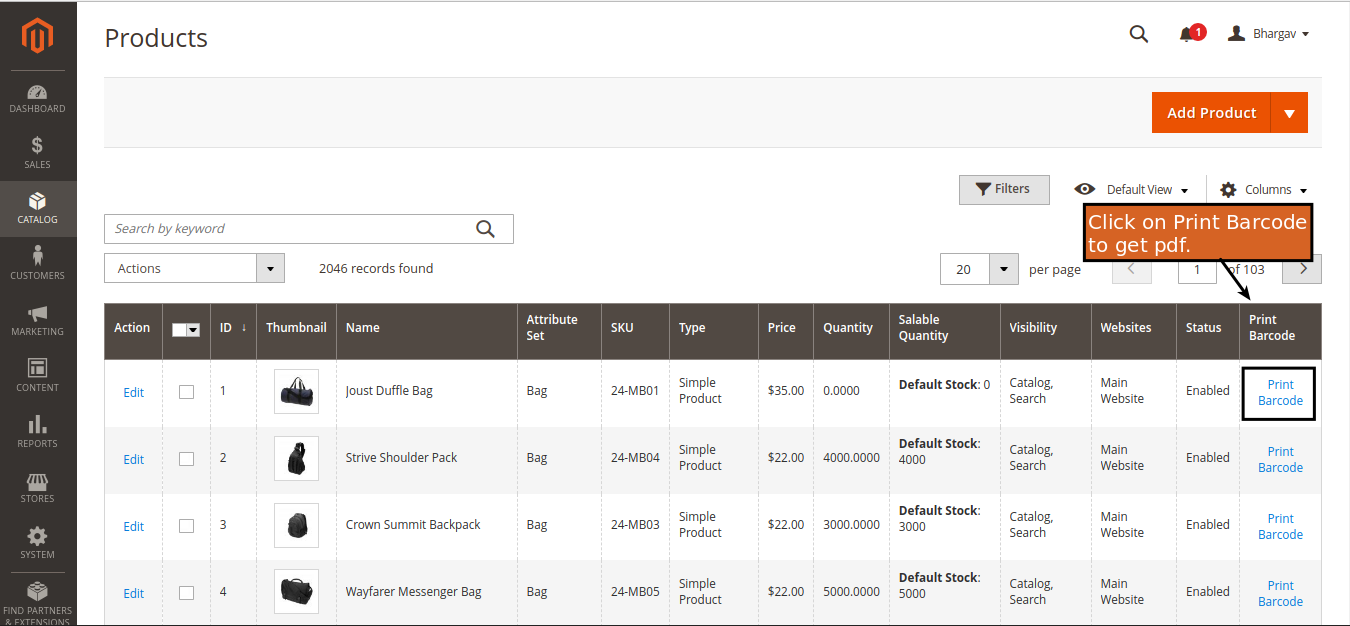 Products
1
Bhargav
Add Product
DASHBOARD
SALES
CATALOG
CUSTOMERS
MARKETING
CONTENT
REPORTS
STORES
SYSTEM
FIND PARTNERS
& EXTENSIONS
Filters
Default View
Columns
Click on Print Barcode
to get pdf.
Search by keyword
Actions
2046 records found
20
per page
1
of 103
Action
ID ↓
Thumbnail
Name
Attribute
Set
SKU
Type
Price
Quantity
Salable
Quantity
Visibility
Websites
Status
Print
Barcode
Edit
1
Joust Duffle Bag
Bag
24-MB01
Simple
Product
$35.00
0.0000
Default Stock: 0
Catalog,
Search
Main
Website
Enabled
Print
Barcode
Edit
2
Strive Shoulder Pack
Bag
24-MB04
Simple
Product
$22.00
4000.0000
Default Stock:
4000
Catalog,
Search
Main
Website
Enabled
Print
Barcode
Edit
3
Crown Summit Backpack
Bag
24-MB03
Simple
Product
$22.00
3000.0000
Default Stock:
3000
Catalog,
Search
Main
Website
Enabled
Print
Barcode
Edit
4
Wayfarer Messenger Bag
Bag
24-MB05
Simple
Product
$22.00
5000.0000
Default Stock:
5000
Catalog,
Search
Main
Website
Enabled
Print
Barcode